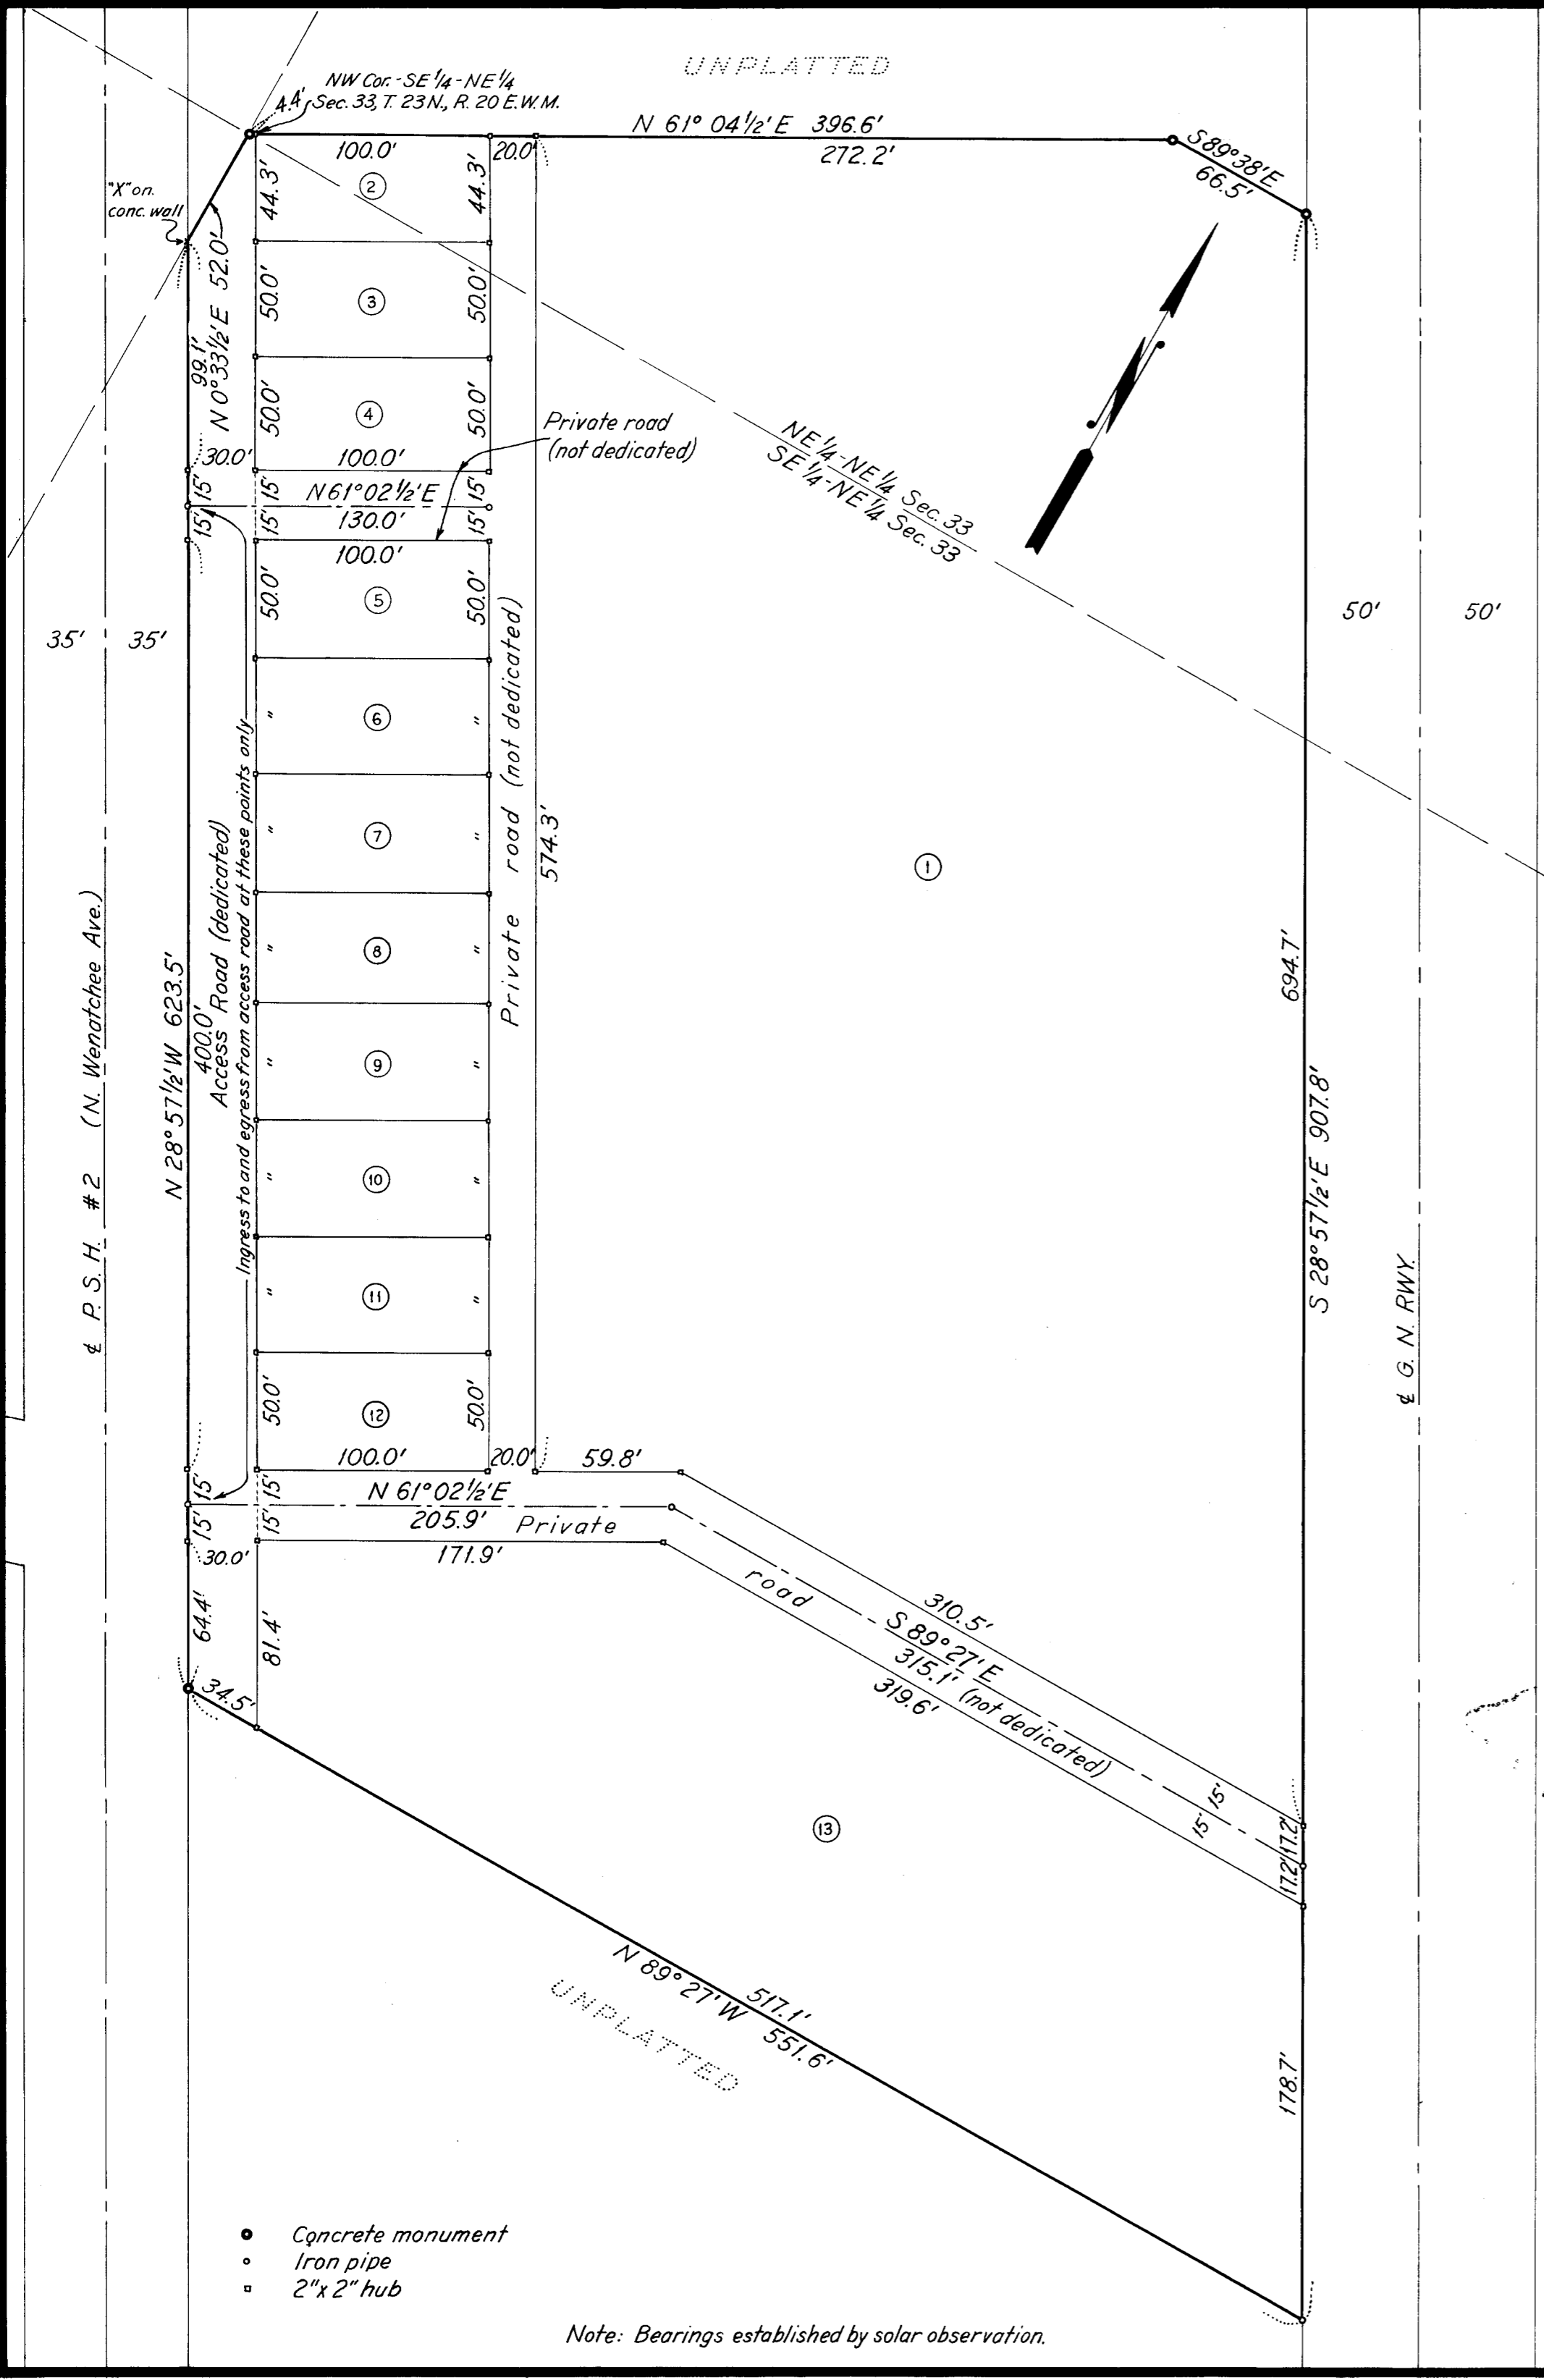 UNPLATTED
NW Cor. - SE 1/4 - NE 1/4
Sec. 33, T. 23 N., R. 20 E.W.M.
4.4'
N 61° 04 1/2' E 396.6'
272.2'
S 89° 38' E
66.5'
100.0'
20.0'
②
44.3'
44.3'
"X" on
conc. wall
N 0° 33 1/2' E 52.0'
99.1'
50.0'
③
50.0'
50.0'
④
50.0'
Private road
(not dedicated)
30.0'
100.0'
15'
15'
15'
N 61° 02 1/2' E
130.0'
15'
15'
15'
100.0'
NE 1/4 - NE 1/4 Sec. 33
SE 1/4 - NE 1/4 Sec. 33
50.0'
⑤
50.0'
35'
35'
50'
50'
"
⑥
"
"
⑦
"
"
⑧
"
"
⑨
"
"
⑩
"
"
⑪
"
50.0'
⑫
50.0'
Private road (not dedicated)
574.3'
①
694.7'
S 28° 57 1/2' E 907.8'
℄ G. N. RWY.
℄ P. S. H. #2 (N. Wenatchee Ave.)
N 28° 57 1/2' W 623.5'
400.0'
Access Road (dedicated)
Ingress to and egress from access road at these points only
100.0'
20.0'
59.8'
15'
15'
N 61° 02 1/2' E
205.9'
15'
15'
Private
road
(not dedicated)
30.0'
171.9'
64.4'
81.4'
34.5'
310.5'
S 89° 27' E
315.1'
319.6'
15'
15'
17.2'
17.2'
⑬
517.1'
N 89° 27' W 551.6'
UNPLATTED
178.7'
Concrete monument
Iron pipe
2" x 2" hub
Note: Bearings established by solar observation.